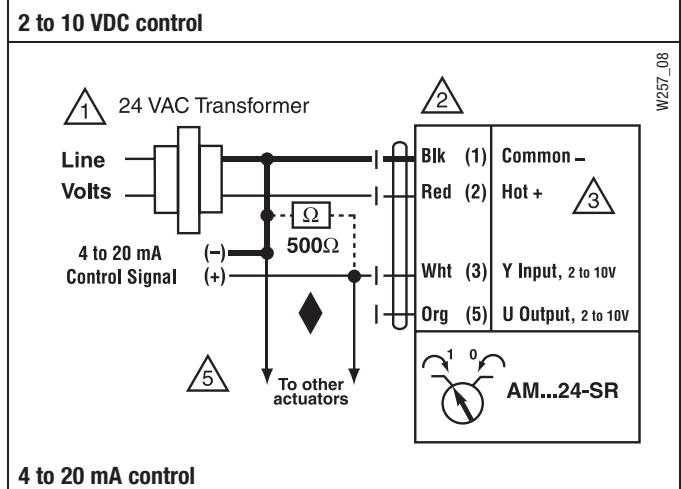 2 to 10 VDC control
W257_08
1 24 VAC Transformer
2
Line
Volts
Blk (1) Common –
Red (2) Hot +
3
Ω
500Ω
4 to 20 mA (–)
Control Signal (+)
Wht (3) Y Input, 2 to 10V
Org (5) U Output, 2 to 10V
5
To other
actuators
1 0
AM...24-SR
4 to 20 mA control